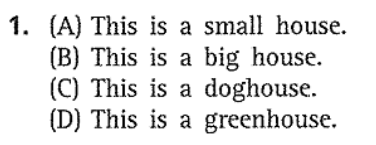 1. (A) This is a small house.
(B) This is a big house.
(C) This is a doghouse.
(D) This is a greenhouse.